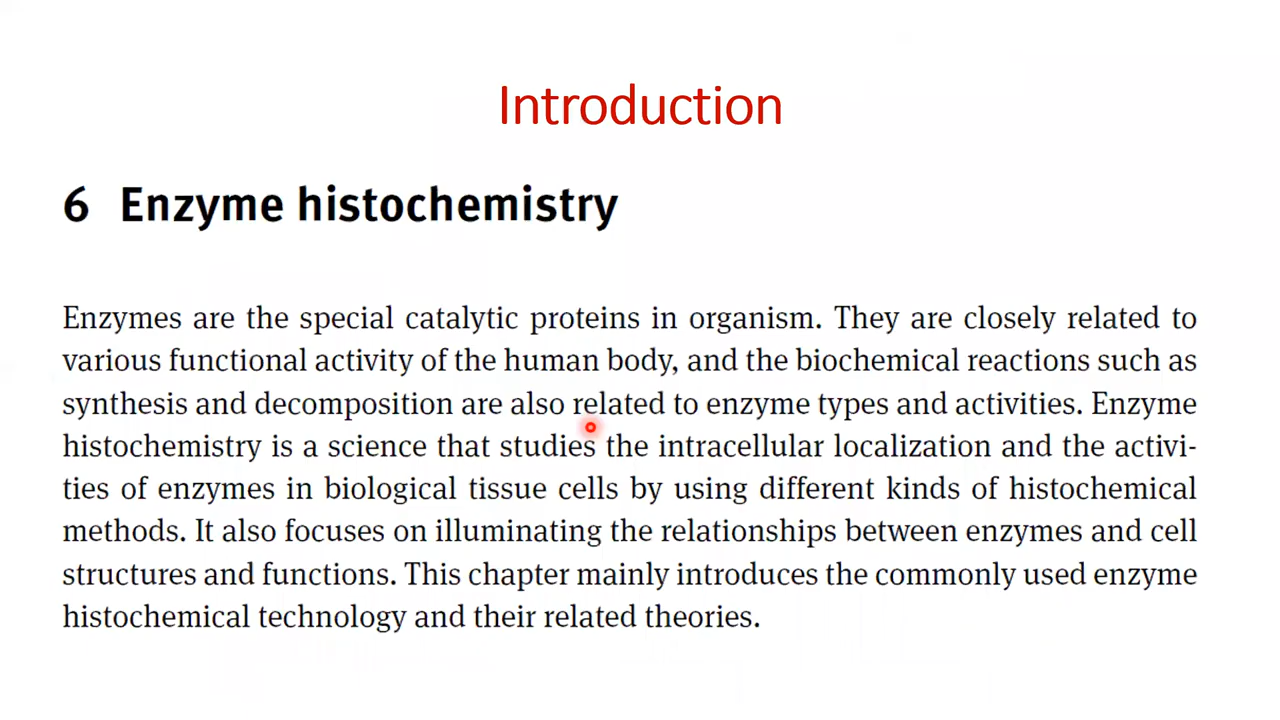 Introduction
6 Enzyme histochemistry
Enzymes are the special catalytic proteins in organism. They are closely related to
various functional activity of the human body, and the biochemical reactions such as
synthesis and decomposition are also related to enzyme types and activities. Enzyme
histochemistry is a science that studies the intracellular localization and the activi-
ties of enzymes in biological tissue cells by using different kinds of histochemical
methods. It also focuses on illuminating the relationships between enzymes and cell
structures and functions. This chapter mainly introduces the commonly used enzyme
histochemical technology and their related theories.